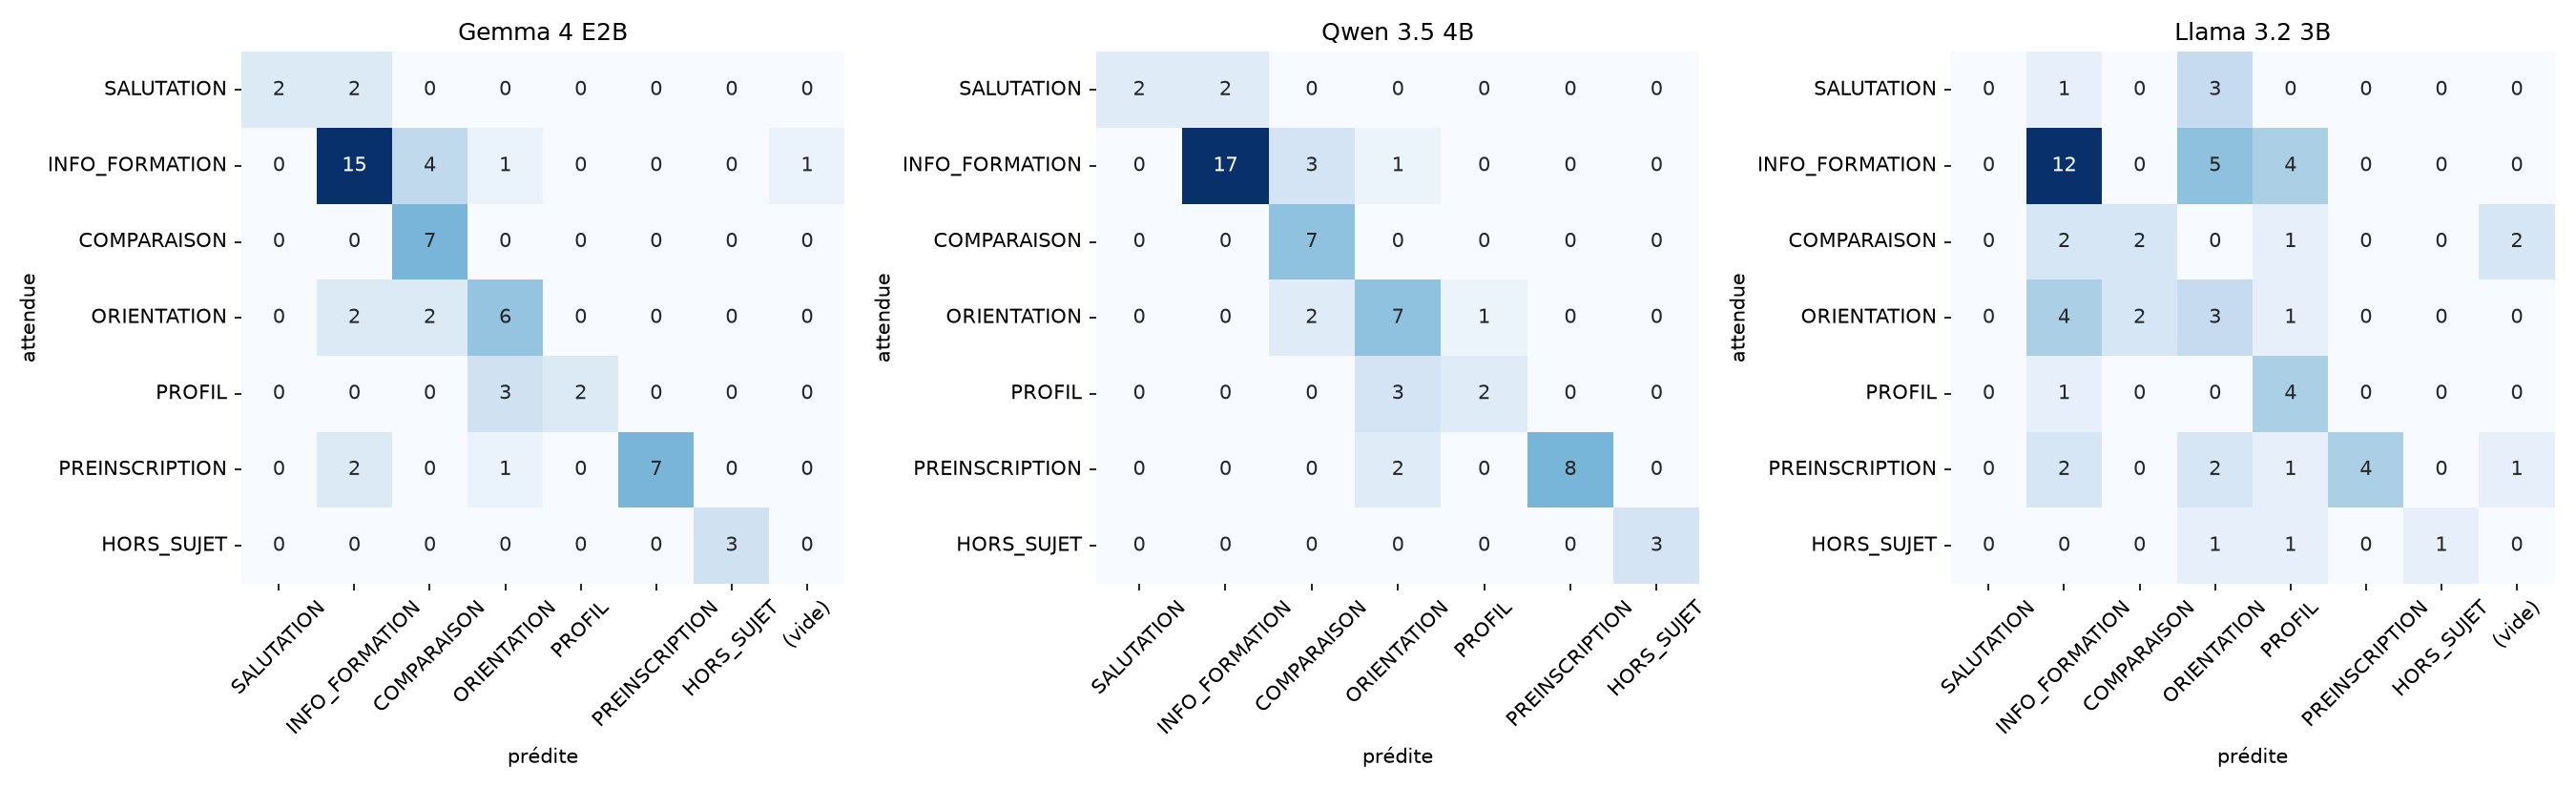 Gemma 4 E2B
SALUTATION 2 2 0 0 0 0 0 0
INFO_FORMATION 0 15 4 1 0 0 0 1
COMPARAISON 0 0 7 0 0 0 0 0
ORIENTATION 0 2 2 6 0 0 0 0
PROFIL 0 0 0 3 2 0 0 0
PREINSCRIPTION 0 2 0 1 0 7 0 0
HORS_SUJET 0 0 0 0 0 0 3 0
attendue
SALUTATION INFO_FORMATION COMPARAISON ORIENTATION PROFIL PREINSCRIPTION HORS_SUJET (vide)
prédite
Qwen 3.5 4B
SALUTATION 2 2 0 0 0 0 0
INFO_FORMATION 0 17 3 1 0 0 0
COMPARAISON 0 0 7 0 0 0 0
ORIENTATION 0 0 2 7 1 0 0
PROFIL 0 0 0 3 2 0 0
PREINSCRIPTION 0 0 0 2 0 8 0
HORS_SUJET 0 0 0 0 0 0 3
attendue
SALUTATION INFO_FORMATION COMPARAISON ORIENTATION PROFIL PREINSCRIPTION HORS_SUJET
prédite
Llama 3.2 3B
SALUTATION 0 1 0 3 0 0 0 0
INFO_FORMATION 0 12 0 5 4 0 0 0
COMPARAISON 0 2 2 0 1 0 0 2
ORIENTATION 0 4 2 3 1 0 0 0
PROFIL 0 1 0 0 4 0 0 0
PREINSCRIPTION 0 2 0 2 1 4 0 1
HORS_SUJET 0 0 0 1 1 0 1 0
attendue
SALUTATION INFO_FORMATION COMPARAISON ORIENTATION PROFIL PREINSCRIPTION HORS_SUJET (vide)
prédite